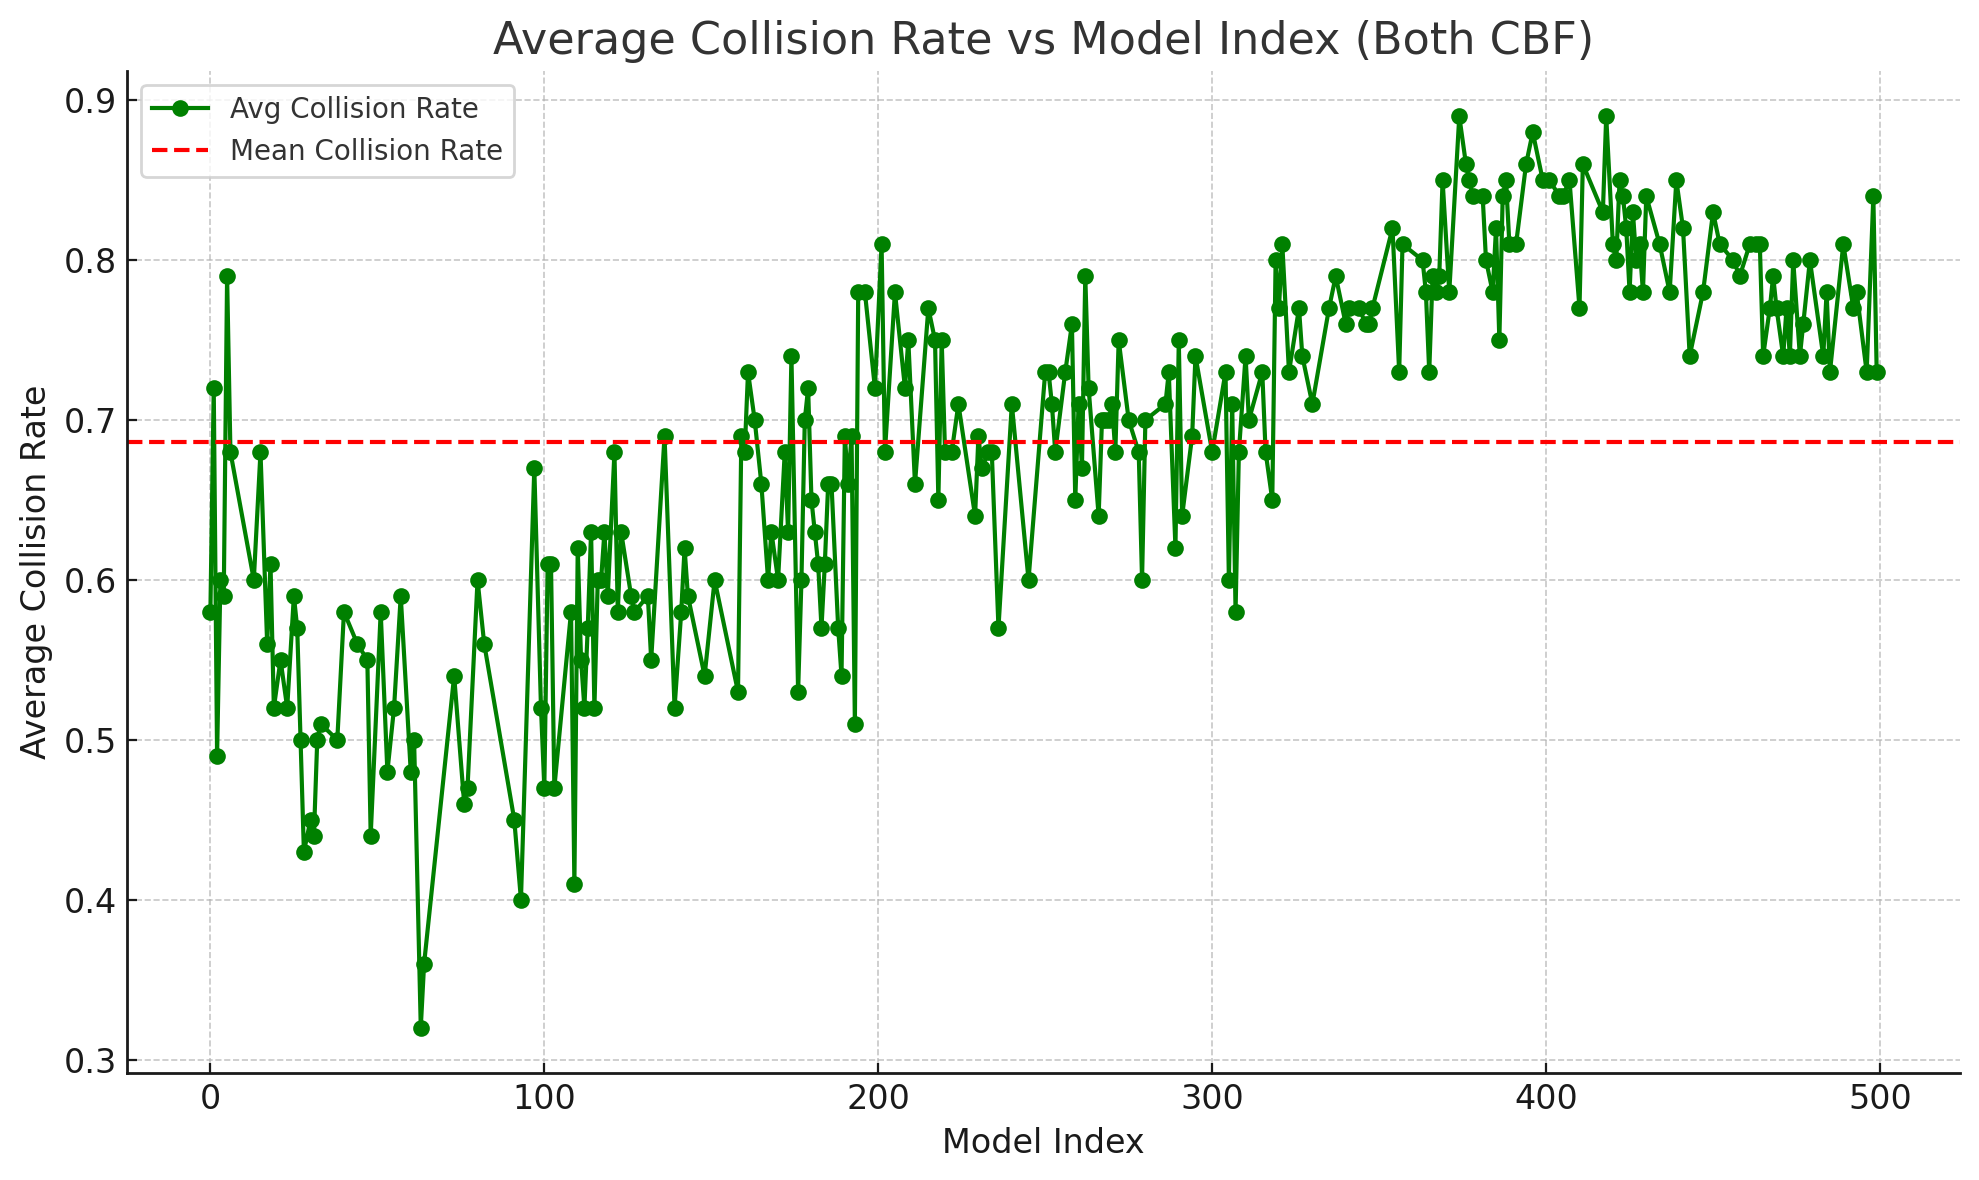 Average Collision Rate vs Model Index (Both CBF)
Avg Collision Rate
Mean Collision Rate
Average Collision Rate
0.9
0.8
0.7
0.6
0.5
0.4
0.3
0 100 200 300 400 500
Model Index